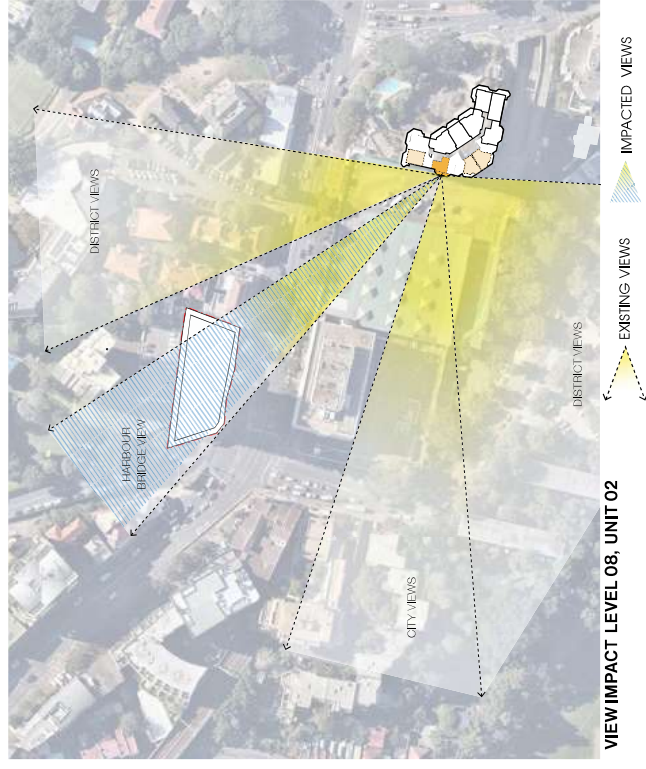 DISTRICT VIEWS
HARBOUR
BRIDGE VIEW
CITY VIEWS
DISTRICT VIEWS
VIEW IMPACT LEVEL 08, UNIT 02
EXISTING VIEWS
IMPACTED VIEWS